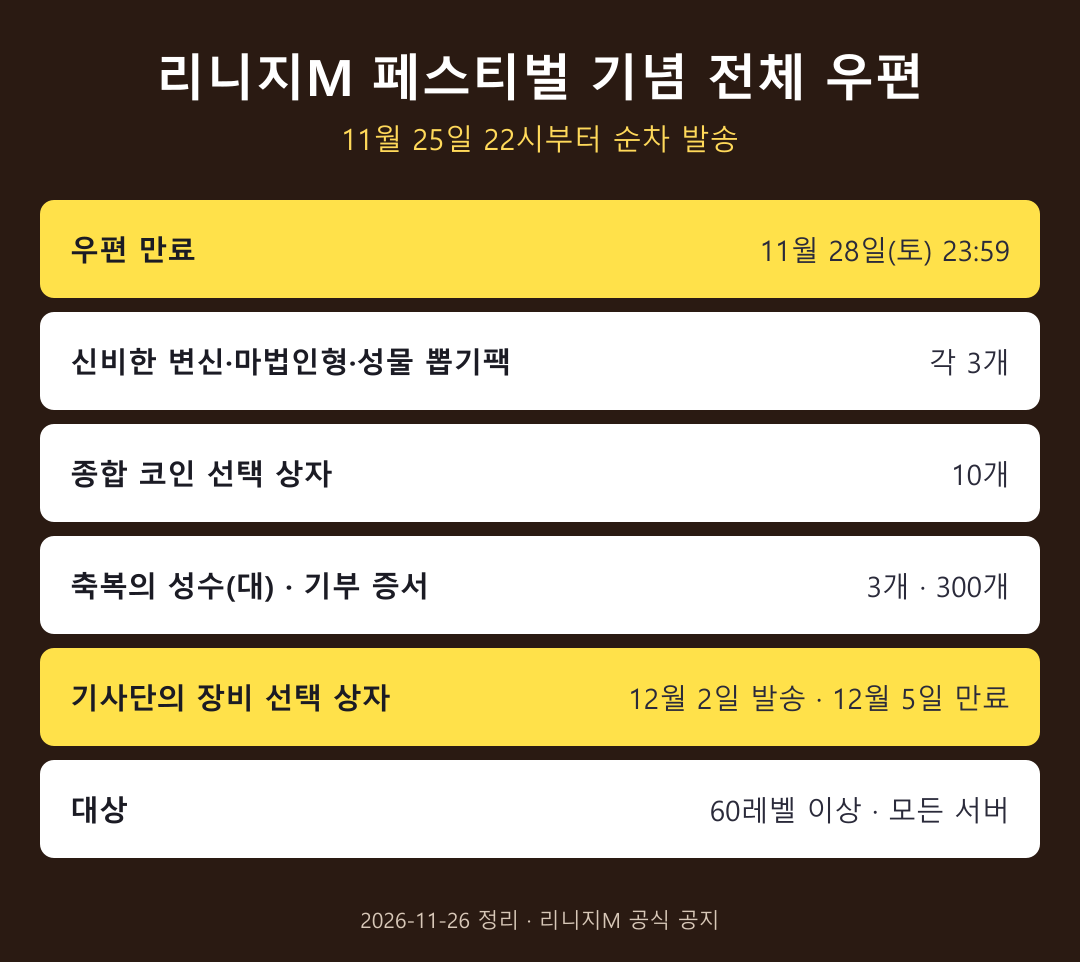 리니지M 페스티벌 기념 전체 우편
11월 25일 22시부터 순차 발송
우편 만료 11월 28일(토) 23:59
신비한 변신·마법인형·성물 뽑기팩 각 3개
종합 코인 선택 상자 10개
축복의 성수(대) · 기부 증서 3개 · 300개
기사단의 장비 선택 상자 12월 2일 발송 · 12월 5일 만료
대상 60레벨 이상 · 모든 서버
2026-11-26 정리 · 리니지M 공식 공지